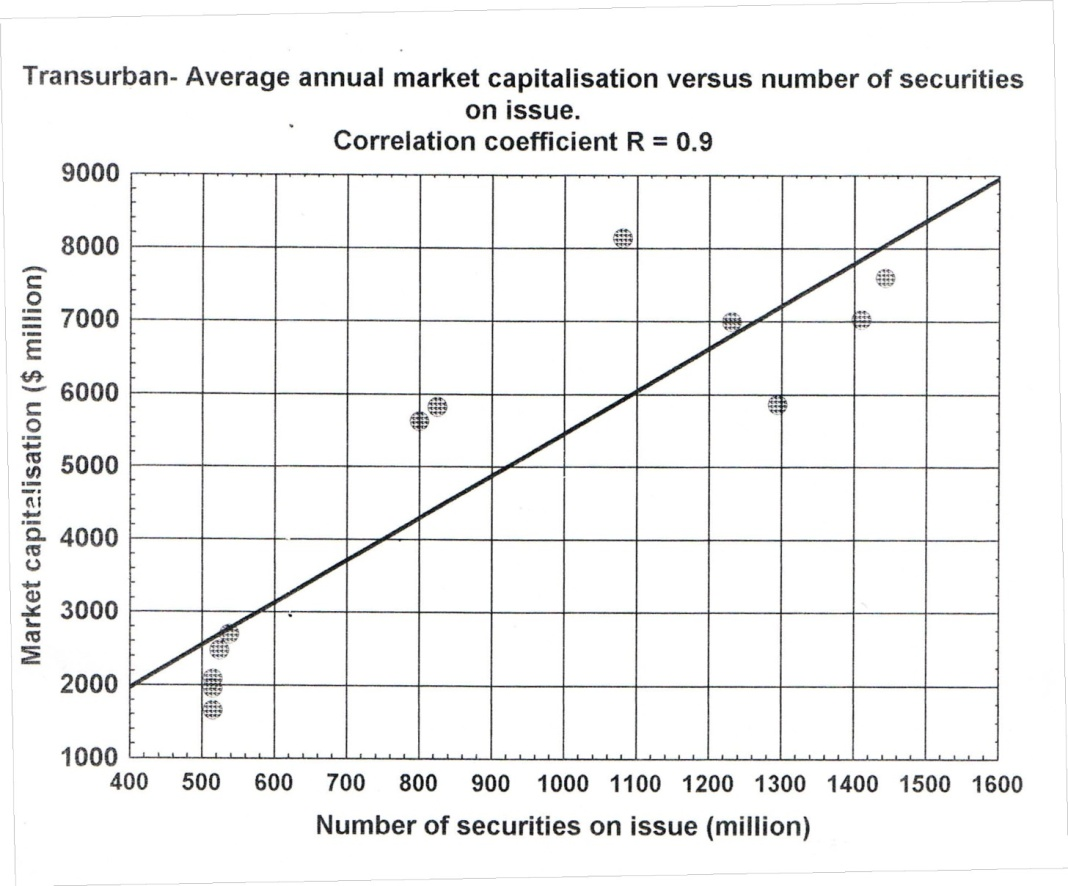 Transurban- Average annual market capitalisation versus number of securities
on issue.
Correlation coefficient R = 0.9
9000
8000
7000
6000
5000
4000
3000
2000
1000
Market capitalisation ($ million)
400 500 600 700 800 900 1000 1100 1200 1300 1400 1500 1600
Number of securities on issue (million)